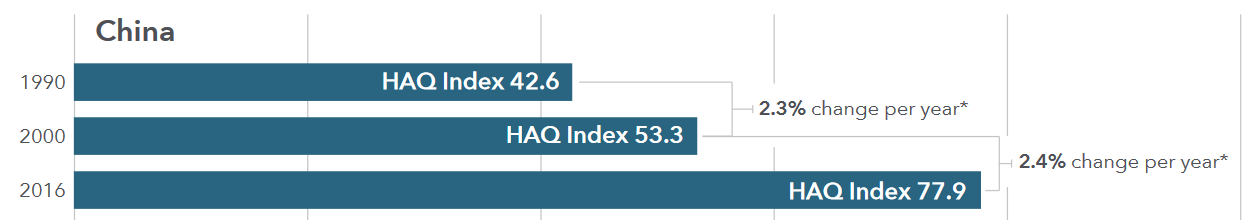 China
1990 HAQ Index 42.6
2.3% change per year*
2000 HAQ Index 53.3
2.4% change per year*
2016 HAQ Index 77.9